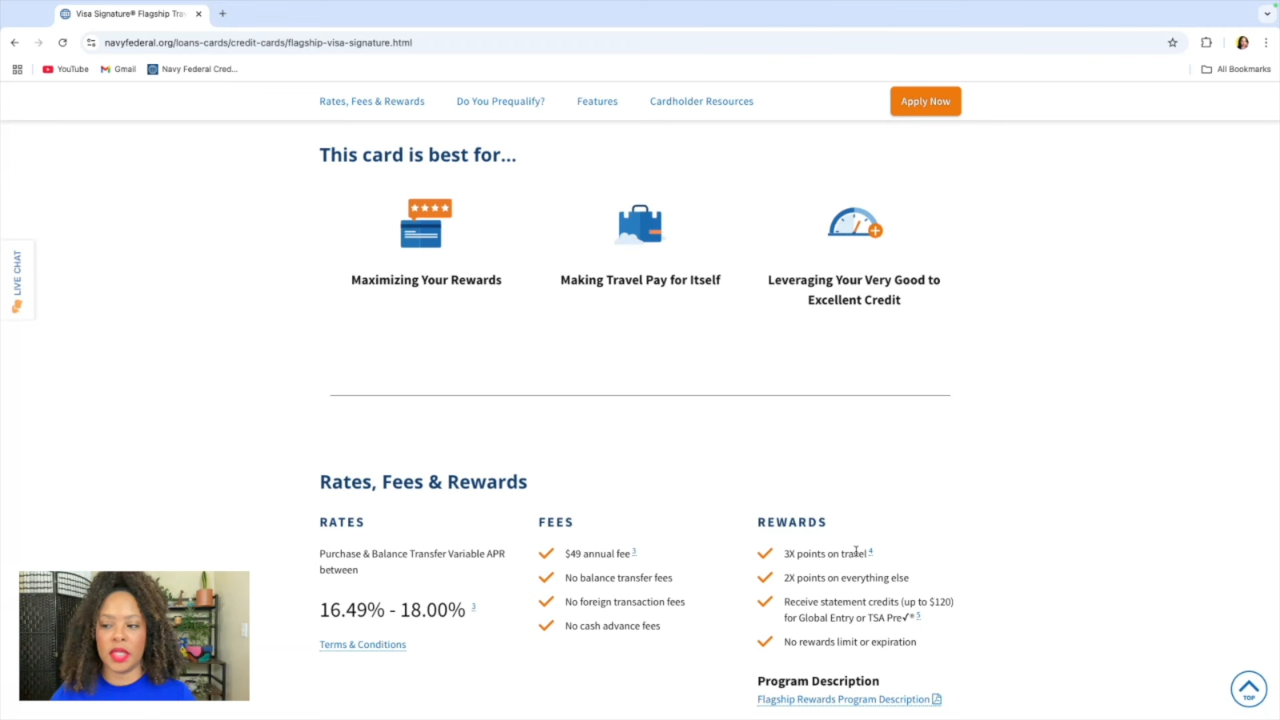 Visa Signature® Flagship Tra
navyfederal.org/loans-cards/credit-cards/flagship-visa-signature.html
YouTube
Gmail
Navy Federal Cred...
All Bookmarks
Rates, Fees & Rewards
Do You Prequalify?
Features
Cardholder Resources
Apply Now
This card is best for...
Maximizing Your Rewards
Making Travel Pay for Itself
Leveraging Your Very Good to
Excellent Credit
LIVE CHAT
Rates, Fees & Rewards
RATES
Purchase & Balance Transfer Variable APR
between
16.49% - 18.00% 3
Terms & Conditions
FEES
$49 annual fee 3
No balance transfer fees
No foreign transaction fees
No cash advance fees
REWARDS
3X points on travel 4
2X points on everything else
Receive statement credits (up to $120)
for Global Entry or TSA Pre✓® 5
No rewards limit or expiration
Program Description
Flagship Rewards Program Description
TOP